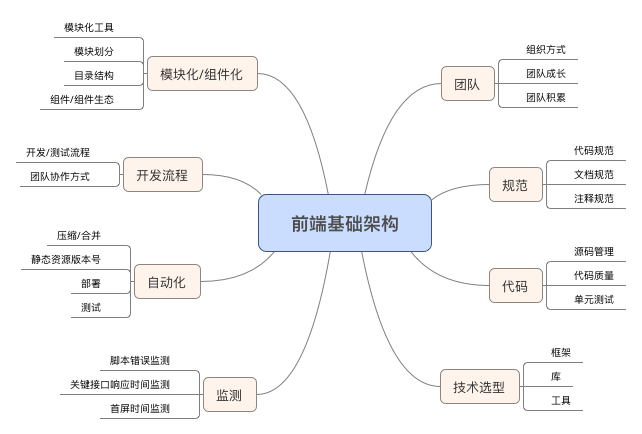 前端基础架构
模块化/组件化
模块化工具
模块划分
目录结构
组件/组件生态
开发流程
开发/测试流程
团队协作方式
自动化
压缩/合并
静态资源版本号
部署
测试
监测
脚本错误监测
关键接口响应时间监测
首屏时间监测
团队
组织方式
团队成长
团队积累
规范
代码规范
文档规范
注释规范
代码
源码管理
代码质量
单元测试
技术选型
框架
库
工具